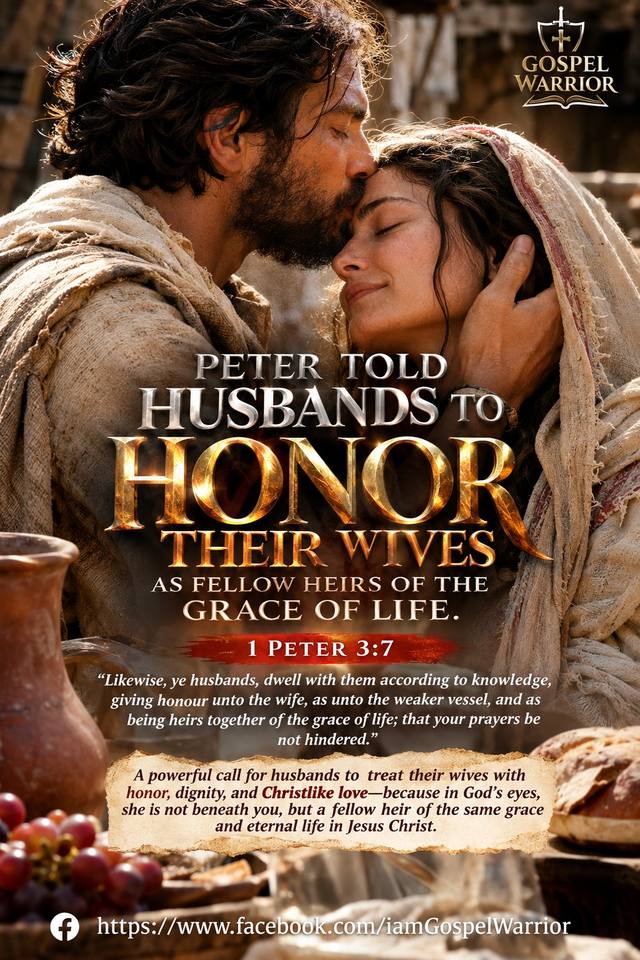 GOSPEL
WARRIOR
PETER TOLD
HUSBANDS TO
HONOR
THEIR WIVES
AS FELLOW HEIRS OF THE
GRACE OF LIFE.
1 PETER 3:7
“Likewise, ye husbands, dwell with them according to knowledge,
giving honour unto the wife, as unto the weaker vessel, and as
being heirs together of the grace of life; that your prayers be
not hindered.”
A powerful call for husbands to treat their wives with
honor, dignity, and Christlike love—because in God’s eyes,
she is not beneath you, but a fellow heir of the same grace
and eternal life in Jesus Christ.
https://www.facebook.com/iamGospelWarrior